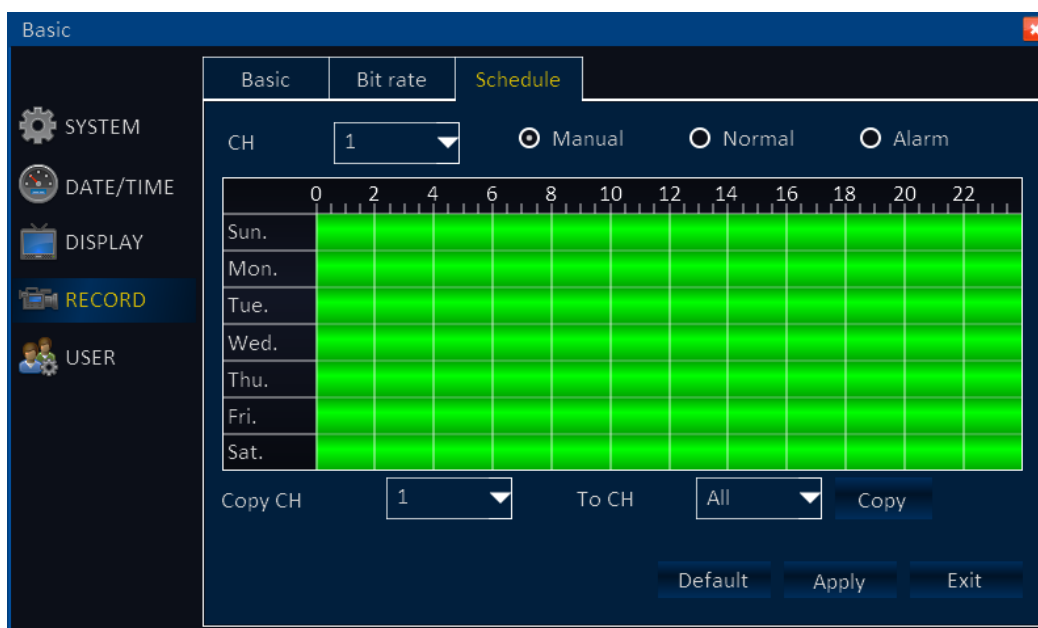 Basic
Basic Bit rate Schedule
SYSTEM
DATE/TIME
DISPLAY
RECORD
USER
CH 1 Manual Normal Alarm
0 2 4 6 8 10 12 14 16 18 20 22
Sun.
Mon.
Tue.
Wed.
Thu.
Fri.
Sat.
Copy CH 1 To CH All Copy
Default Apply Exit